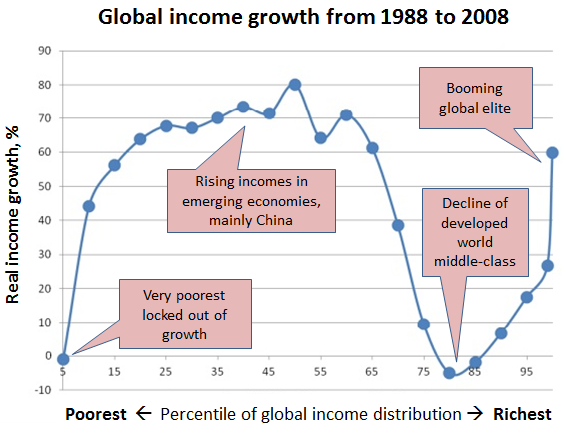 Global income growth from 1988 to 2008
Real income growth, %
90
80
70
60
50
40
30
20
10
0
-10
Booming
global elite
Rising incomes in
emerging economies,
mainly China
Decline of
developed
world
middle-class
Very poorest
locked out of
growth
5 15 25 35 45 55 65 75 85 95
Poorest ← Percentile of global income distribution → Richest